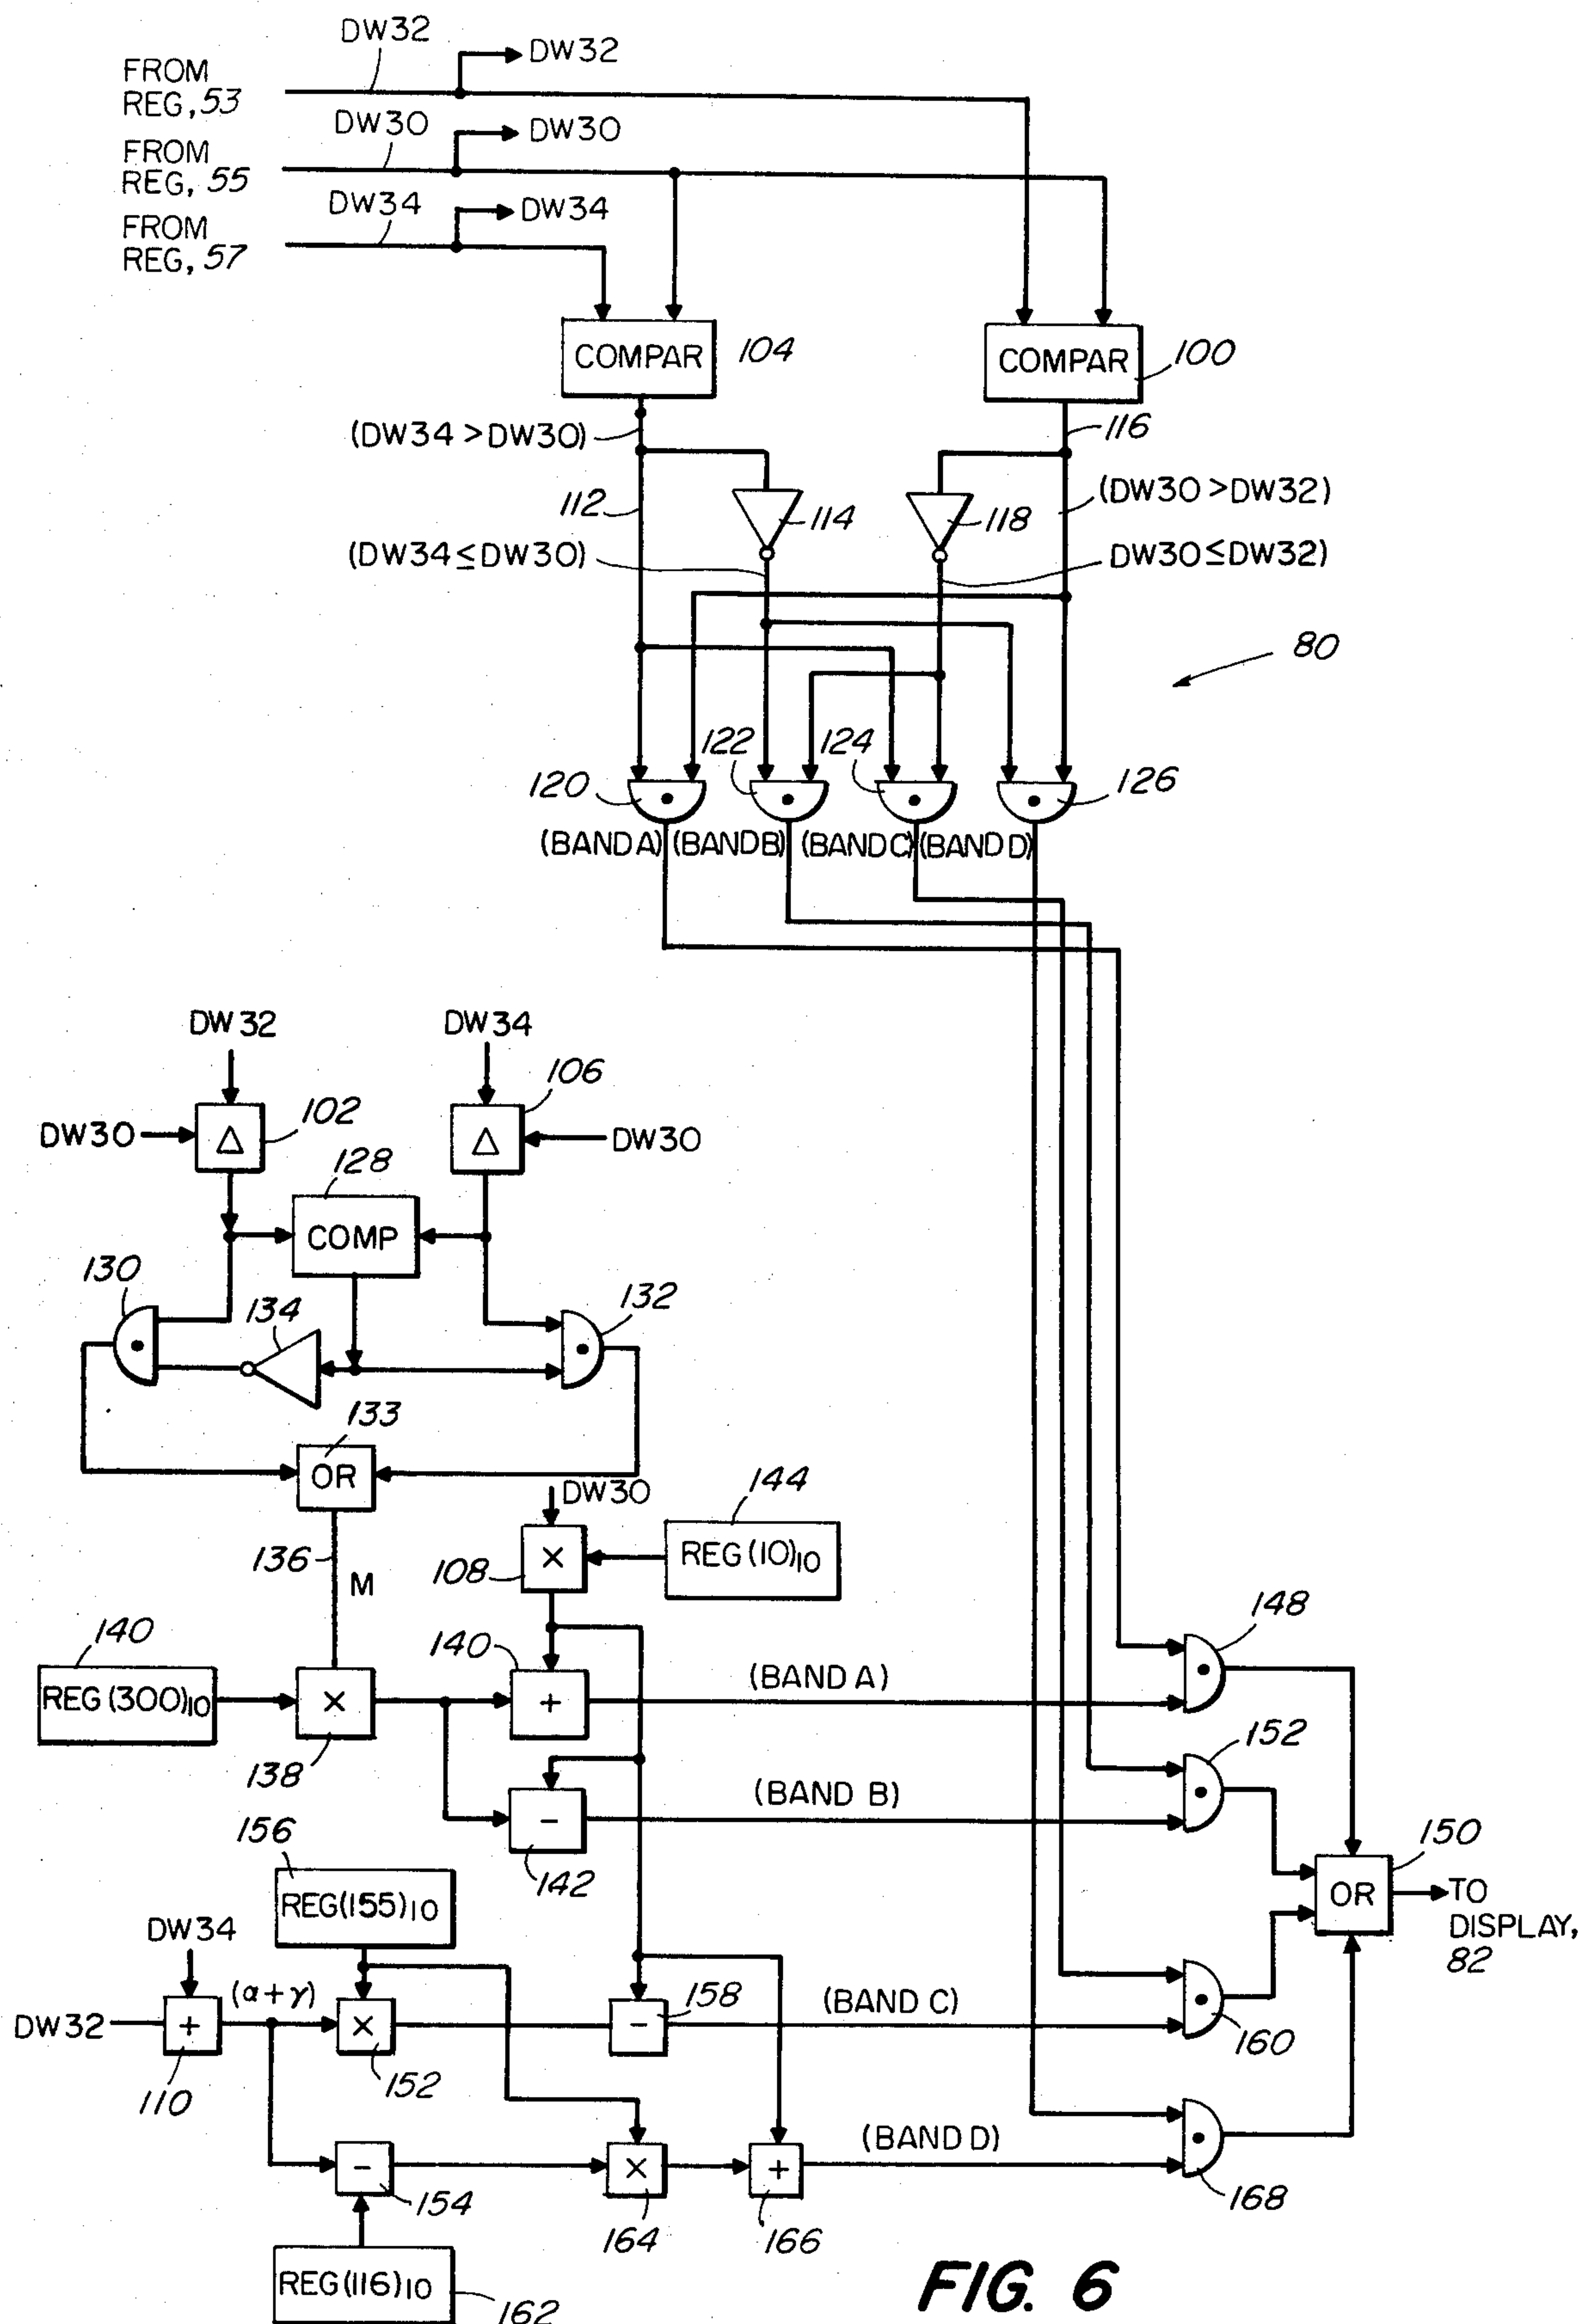 DW32
DW32
FROM
REG, 53
DW30
DW30
FROM
REG, 55
DW34
DW34
FROM
REG, 57
COMPAR
104
COMPAR
100
(DW34 > DW30)
116
112
114
118
(DW30 > DW32)
(DW34 ≤ DW30)
DW30 ≤ DW32)
80
120
122
124
126
(BAND A)
(BAND B)
(BAND C)
(BAND D)
DW32
DW34
106
DW30
Δ
102
Δ
DW30
128
COMP
130
134
132
133
OR
DW30
144
136
M
108
×
REG (10)10
140
140
148
REG (300)10
×
+
(BAND A)
138
152
−
(BAND B)
156
142
150
REG(155)10
OR
TO
DISPLAY,
82
DW34
(α+γ)
158
(BAND C)
DW32
+
×
−
160
110
152
(BAND D)
−
×
+
154
164
166
168
REG (116)10
162
FIG. 6